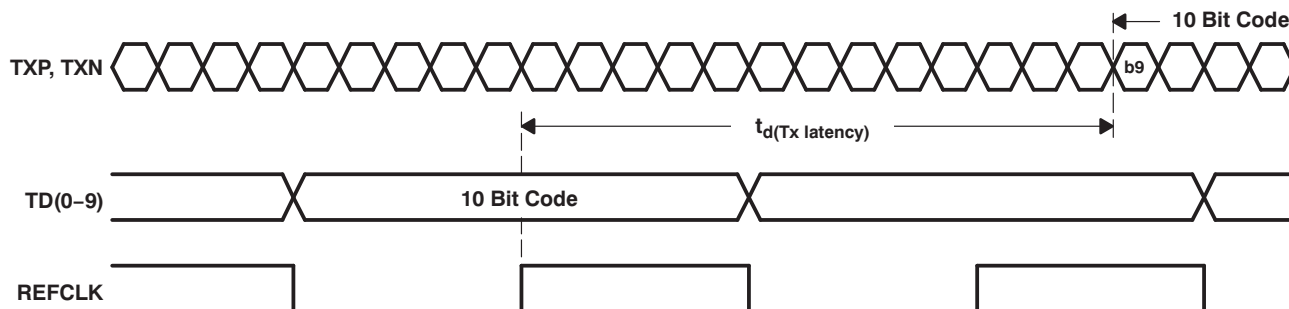 10 Bit Code
TXP, TXN
b9
td(Tx latency)
TD(0−9)
10 Bit Code
REFCLK